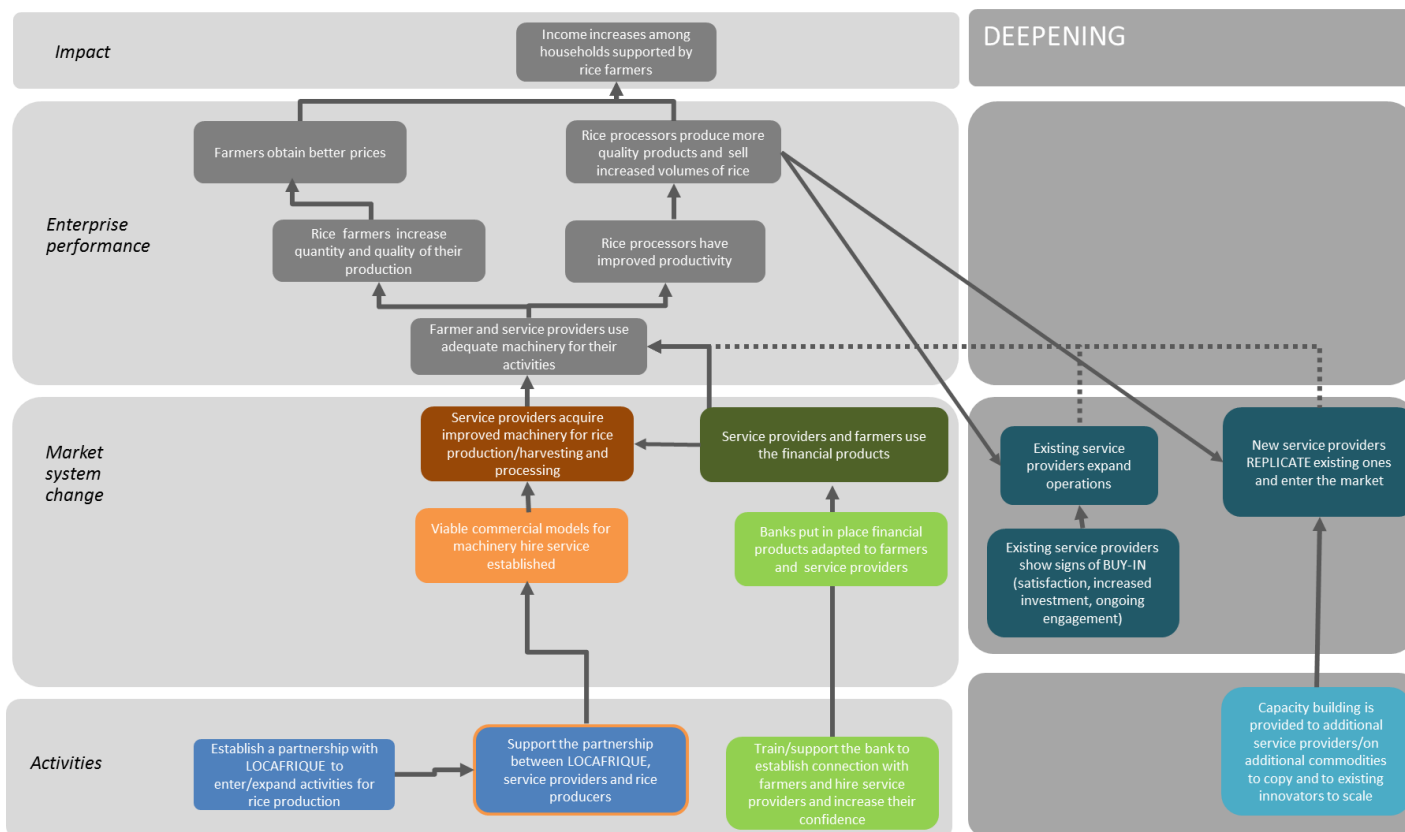 Impact
Income increases among
households supported by
rice farmers
DEEPENING
Enterprise
performance
Farmers obtain better prices
Rice processors produce more
quality products and sell
increased volumes of rice
Rice farmers increase
quantity and quality of their
production
Rice processors have
improved productivity
Farmer and service providers use
adequate machinery for their
activities
Market
system
change
Service providers acquire
improved machinery for rice
production/harvesting and
processing
Service providers and farmers use
the financial products
Existing service
providers expand
operations
New service providers
REPLICATE existing ones
and enter the market
Viable commercial models for
machinery hire service
established
Banks put in place financial
products adapted to farmers
and service providers
Existing service providers
show signs of BUY-IN
(satisfaction, increased
investment, ongoing
engagement)
Activities
Establish a partnership with
LOCAFRIQUE to
enter/expand activities for
rice production
Support the partnership
between LOCAFRIQUE,
service providers and rice
producers
Train/support the bank to
establish connection with
farmers and hire service
providers and increase their
confidence
Capacity building is
provided to additional
service providers/on
additional commodities
to copy and to existing
innovators to scale